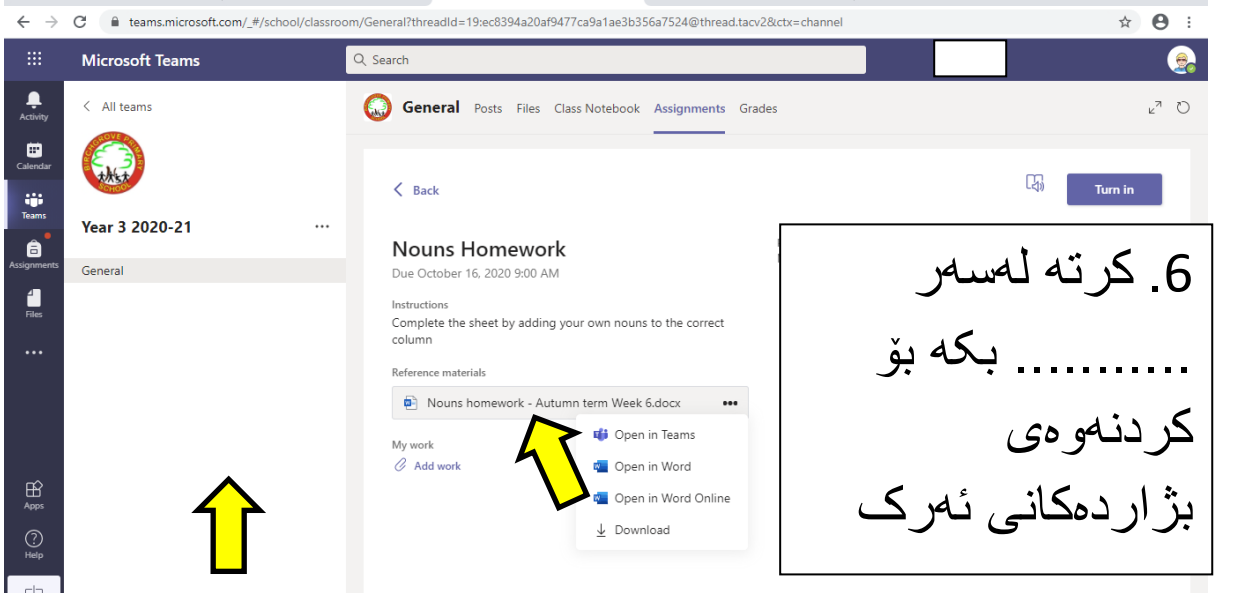 teams.microsoft.com/_#/school/classroom/General?threadId=19:ec8394a20af9477ca9a1ae3b356a7524@thread.tacv2&ctx=channel
Microsoft Teams
Search
Activity
Calendar
Teams
Assignments
Files
Apps
Help
All teams
BIRCHGROVE PRIMARY
SCHOOL
Year 3 2020-21
General
General Posts Files Class Notebook Assignments Grades
Back
Turn in
Nouns Homework
Due October 16, 2020 9:00 AM
Instructions
Complete the sheet by adding your own nouns to the correct
column
Reference materials
Nouns homework - Autumn term Week 6.docx
My work
Add work
Open in Teams
Open in Word
Open in Word Online
Download
6. کرتە لەسەر
........... بکە بۆ
کردنەوەی
بژاردەکانی ئەرک